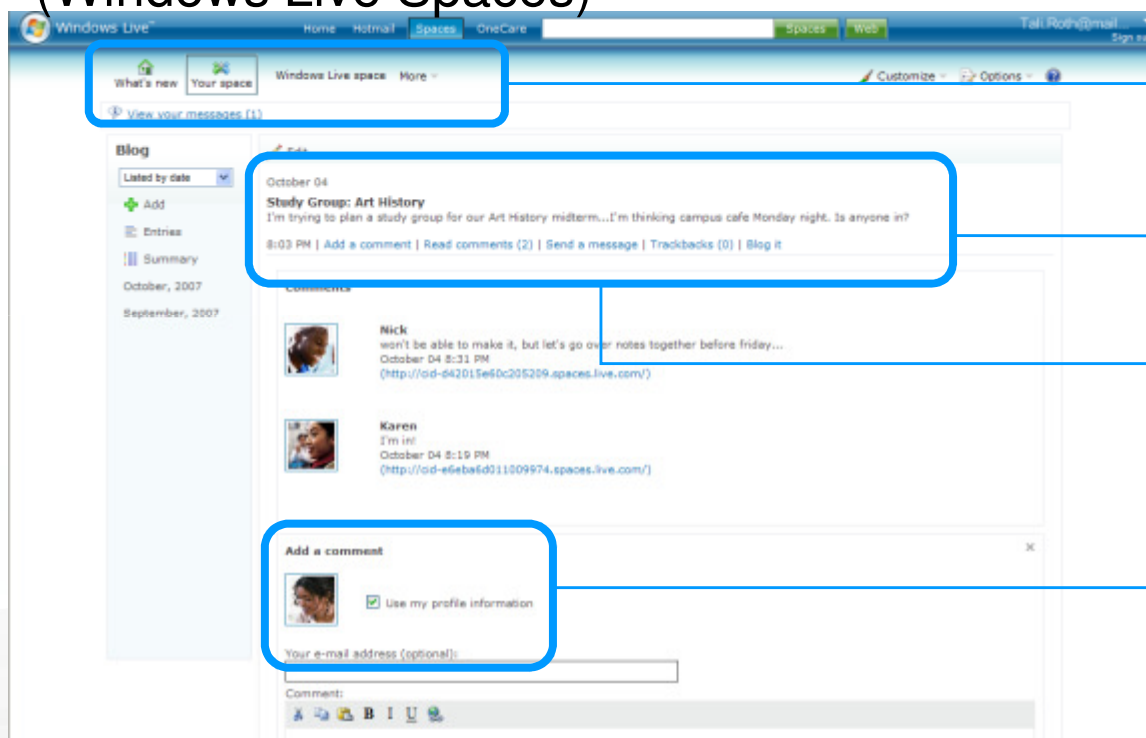 (Windows Live Spaces)
Windows Live™ Home Hotmail Spaces OneCare Spaces Web Tali.Roth@mail...
Sign
What's new Your space Windows Live space More Customize Options
View your messages (1)
Blog
Edit
Listed by date
October 04
Add
Study Group: Art History
I'm trying to plan a study group for our Art History midterm...I'm thinking campus cafe Monday night. Is anyone in?
Entries
8:03 PM | Add a comment | Read comments (2) | Send a message | Trackbacks (0) | Blog it
Summary
October, 2007
Comments
September, 2007
Nick
won't be able to make it, but let's go over notes together before friday...
October 04 8:31 PM
(http://cid-d42015e60c205209.spaces.live.com/)
Karen
I'm in!
October 04 8:19 PM
(http://cid-e6eba6d011009974.spaces.live.com/)
Add a comment
Use my profile information
Your e-mail address (optional):
Comment:
B I U